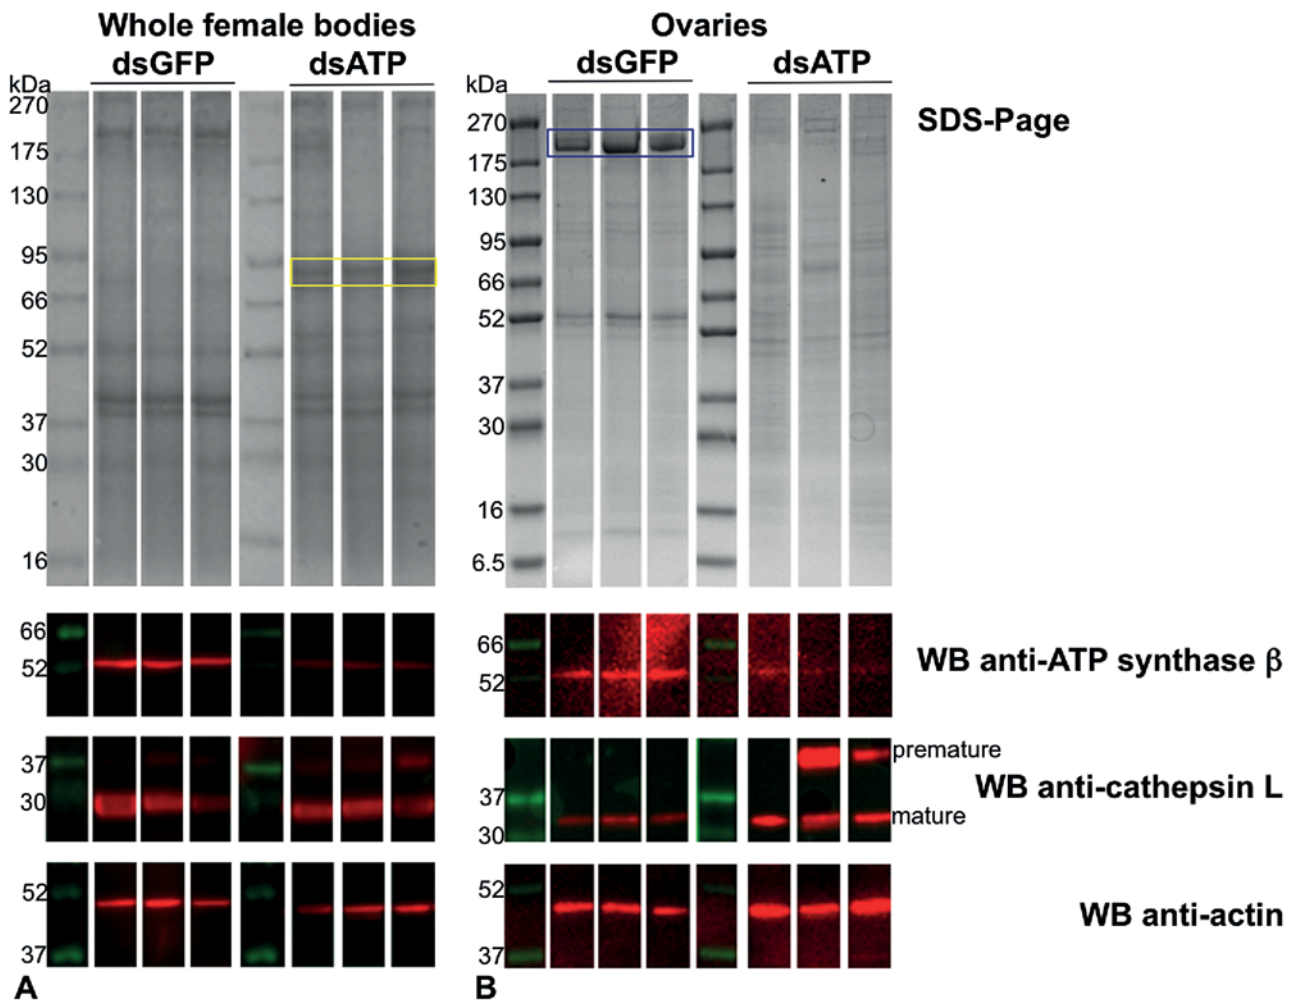 Whole female bodies
dsGFP
dsATP
kDa
270
175
130
95
66
52
37
30
16
66
52
37
30
52
37
A
Ovaries
dsGFP
dsATP
kDa
270
175
130
95
66
52
37
30
16
6.5
66
52
37
30
52
37
B
SDS-Page
WB anti-ATP synthase β
premature
WB anti-cathepsin L
mature
WB anti-actin